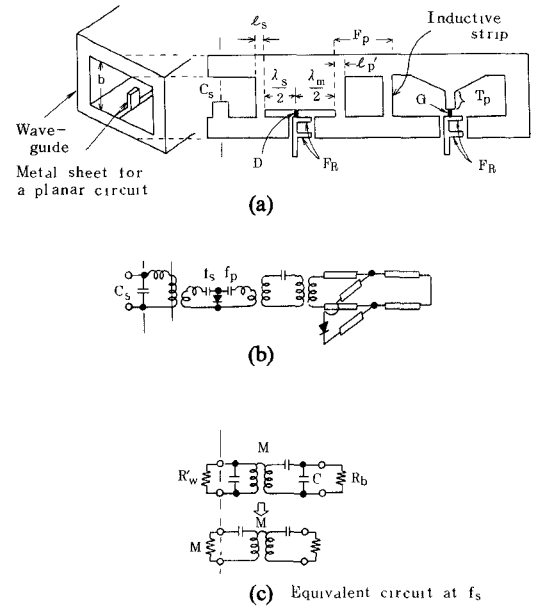 Inductive
strip
ℓs
Fp
b
Cs
λs/2
λm/2
ℓp'
G
Tp
D
FR
FR
Wave-
guide
Metal sheet for
a planar circuit
(a)
Cs
fs
fp
(b)
M
R'w
C
Rb
M
M
(c) Equivalent circuit at fs